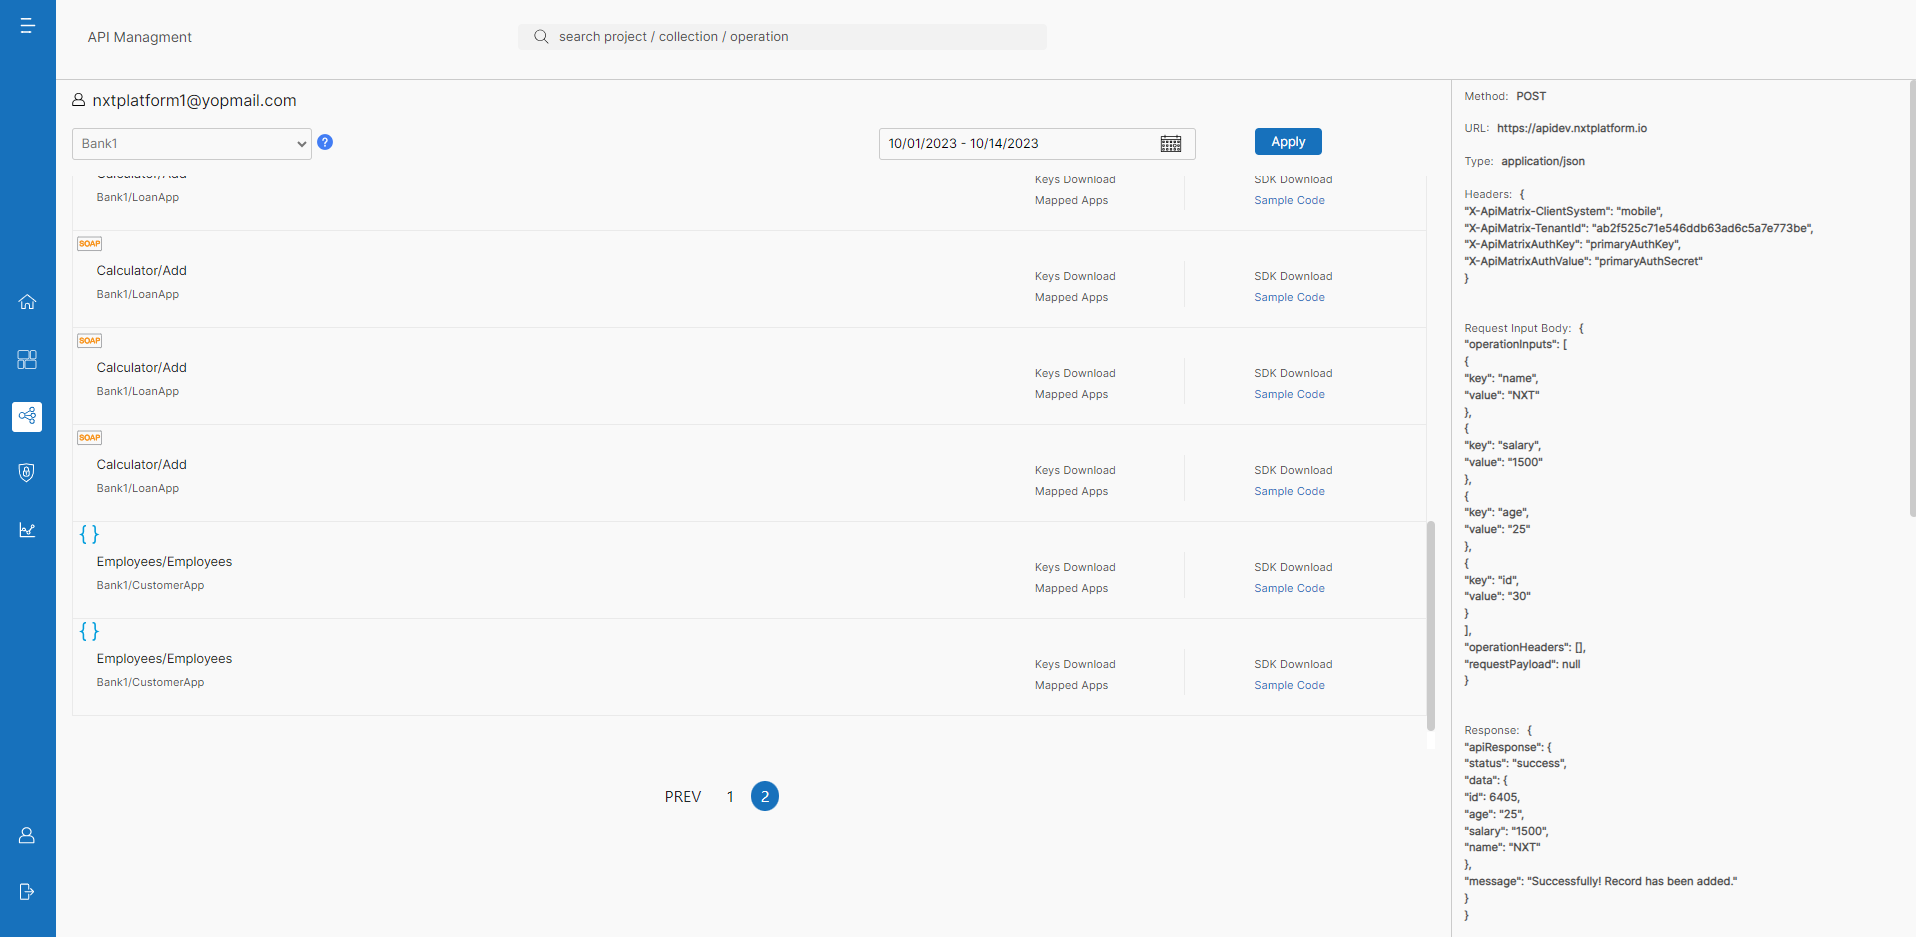 API Managment
search project / collection / operation
nxtplatform1@yopmail.com
Bank1
?
10/01/2023 - 10/14/2023
Apply
Calculator/Add
Bank1/LoanApp
Keys Download
Mapped Apps
SDK Download
Sample Code
SOAP
Calculator/Add
Bank1/LoanApp
Keys Download
Mapped Apps
SDK Download
Sample Code
SOAP
Calculator/Add
Bank1/LoanApp
Keys Download
Mapped Apps
SDK Download
Sample Code
SOAP
Calculator/Add
Bank1/LoanApp
Keys Download
Mapped Apps
SDK Download
Sample Code
{ }
Employees/Employees
Bank1/CustomerApp
Keys Download
Mapped Apps
SDK Download
Sample Code
{ }
Employees/Employees
Bank1/CustomerApp
Keys Download
Mapped Apps
SDK Download
Sample Code
PREV 1 2
Method: POST
URL: https://apidev.nxtplatform.io
Type: application/json
Headers: {
"X-ApiMatrix-ClientSystem": "mobile",
"X-ApiMatrix-TenantId": "ab2f525c71e546ddb63ad6c5a7e773be",
"X-ApiMatrixAuthKey": "primaryAuthKey",
"X-ApiMatrixAuthValue": "primaryAuthSecret"
}
Request Input Body: {
"operationInputs": [
{
"key": "name",
"value": "NXT"
},
{
"key": "salary",
"value": "1500"
},
{
"key": "age",
"value": "25"
},
{
"key": "id",
"value": "30"
}
],
"operationHeaders": [],
"requestPayload": null
}
Response: {
"apiResponse": {
"status": "success",
"data": {
"id": 6405,
"age": "25",
"salary": "1500",
"name": "NXT"
},
"message": "Successfully! Record has been added."
}
}